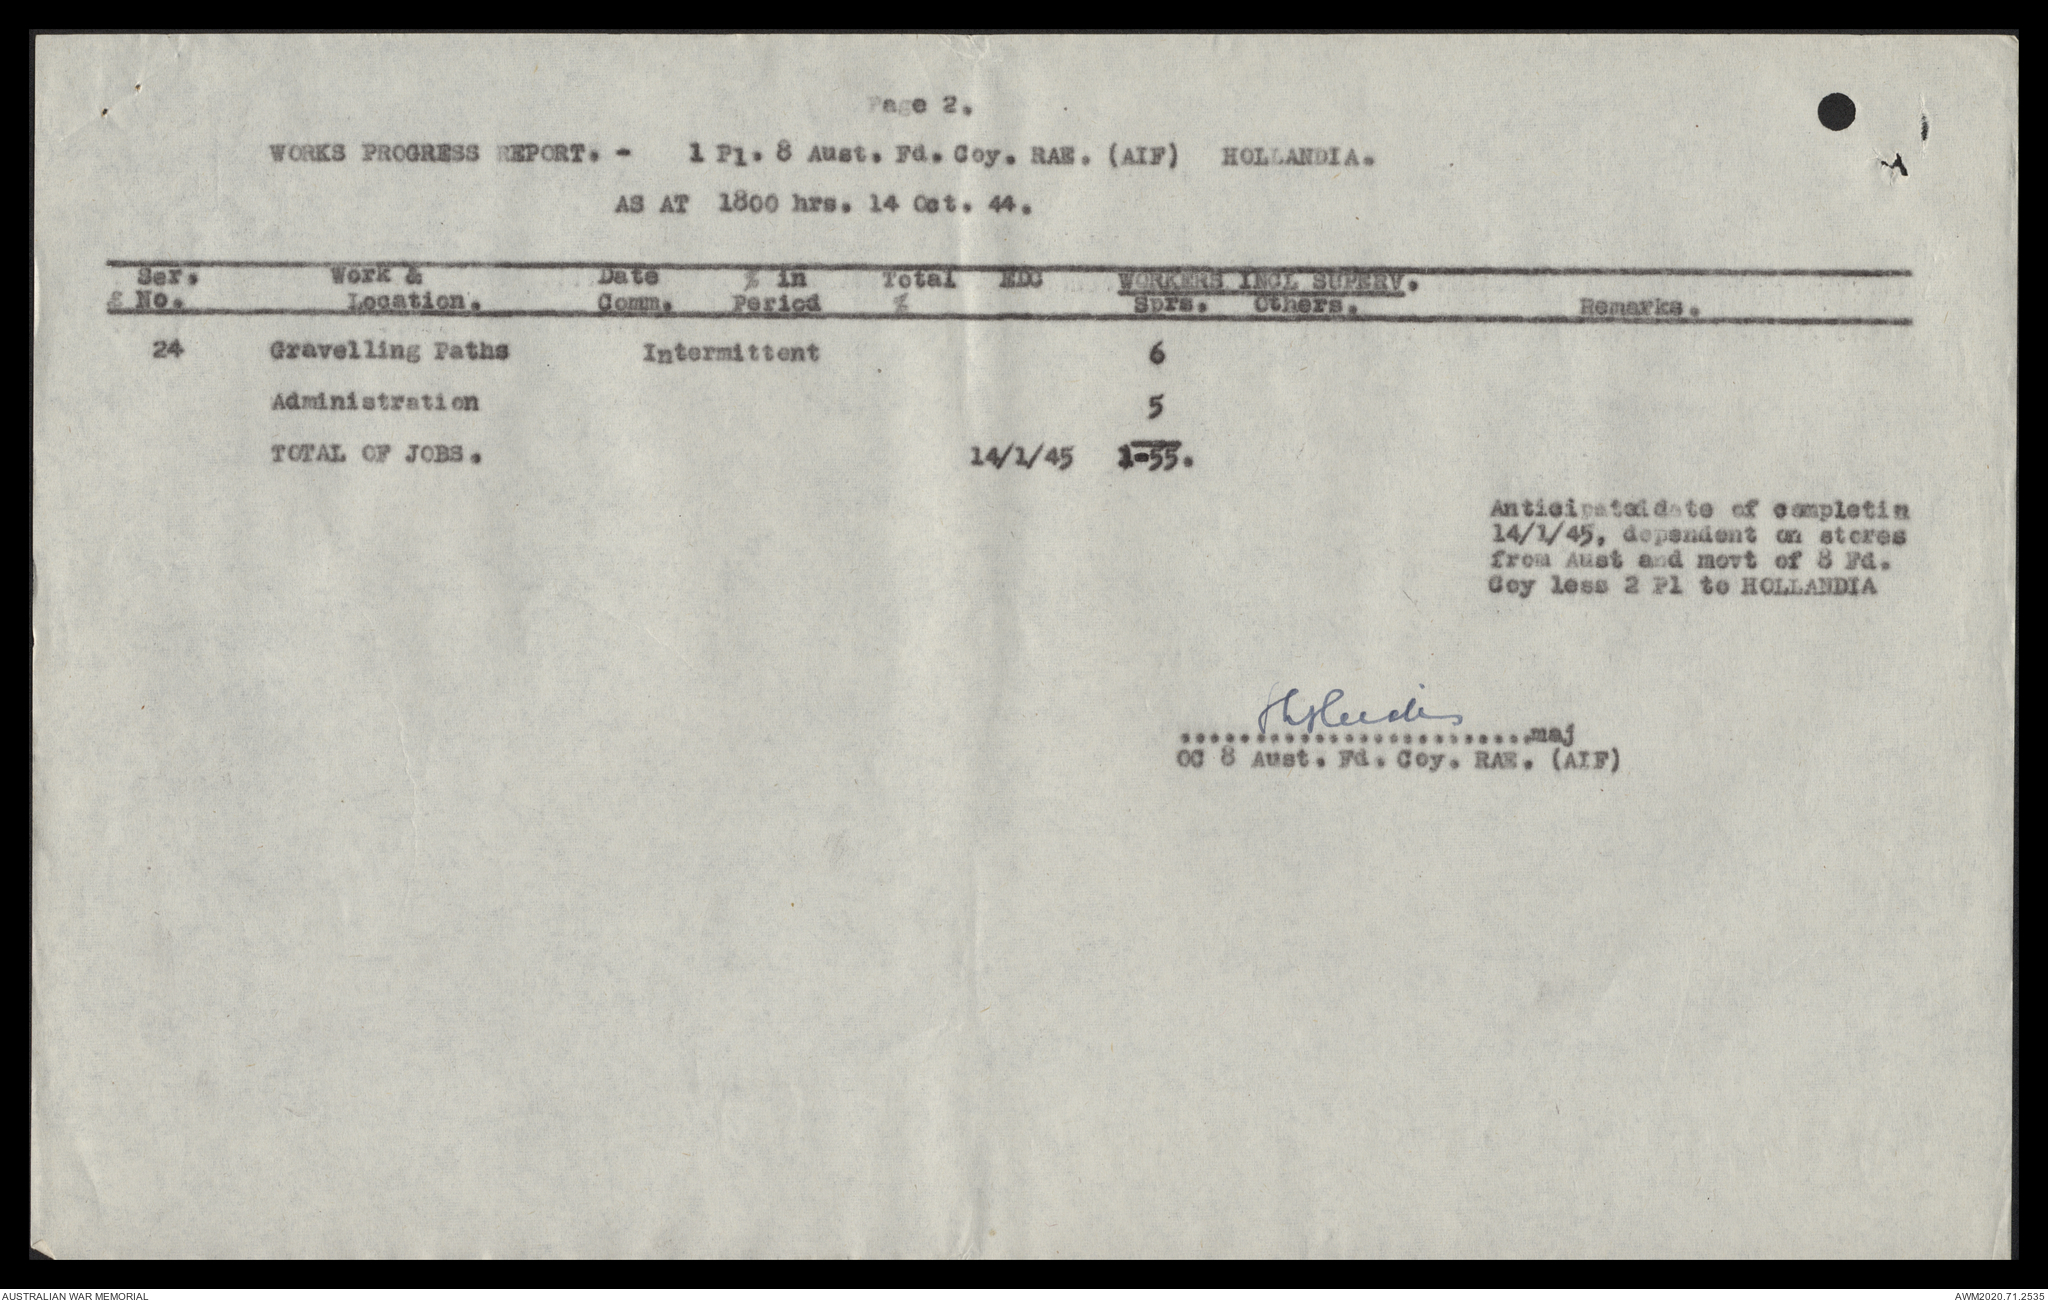 Page 2.
WORKS PROGRESS REPORT. - 1 Pl. 8 Aust. Fd. Coy. RAE. (AIF) HOLLANDIA.
AS AT 1800 hrs. 14 Oct. 44.
Ser. Work & Date % in Total EDC WORKERS INCL SUPERV.
No. Location. Comm. Period % Sprs. Others. Remarks.
24 Gravelling Paths Intermittent 6
Administration 5
TOTAL OF JOBS. 14/1/45 1-55.
Anticipated date of completin
14/1/45, dependent on stores
from Aust and movt of 8 Fd.
Coy less 2 Pl to HOLLANDIA
..........................maj
OC 8 Aust. Fd. Coy. RAE. (AIF)
AUSTRALIAN WAR MEMORIAL AWM2020.71.2535